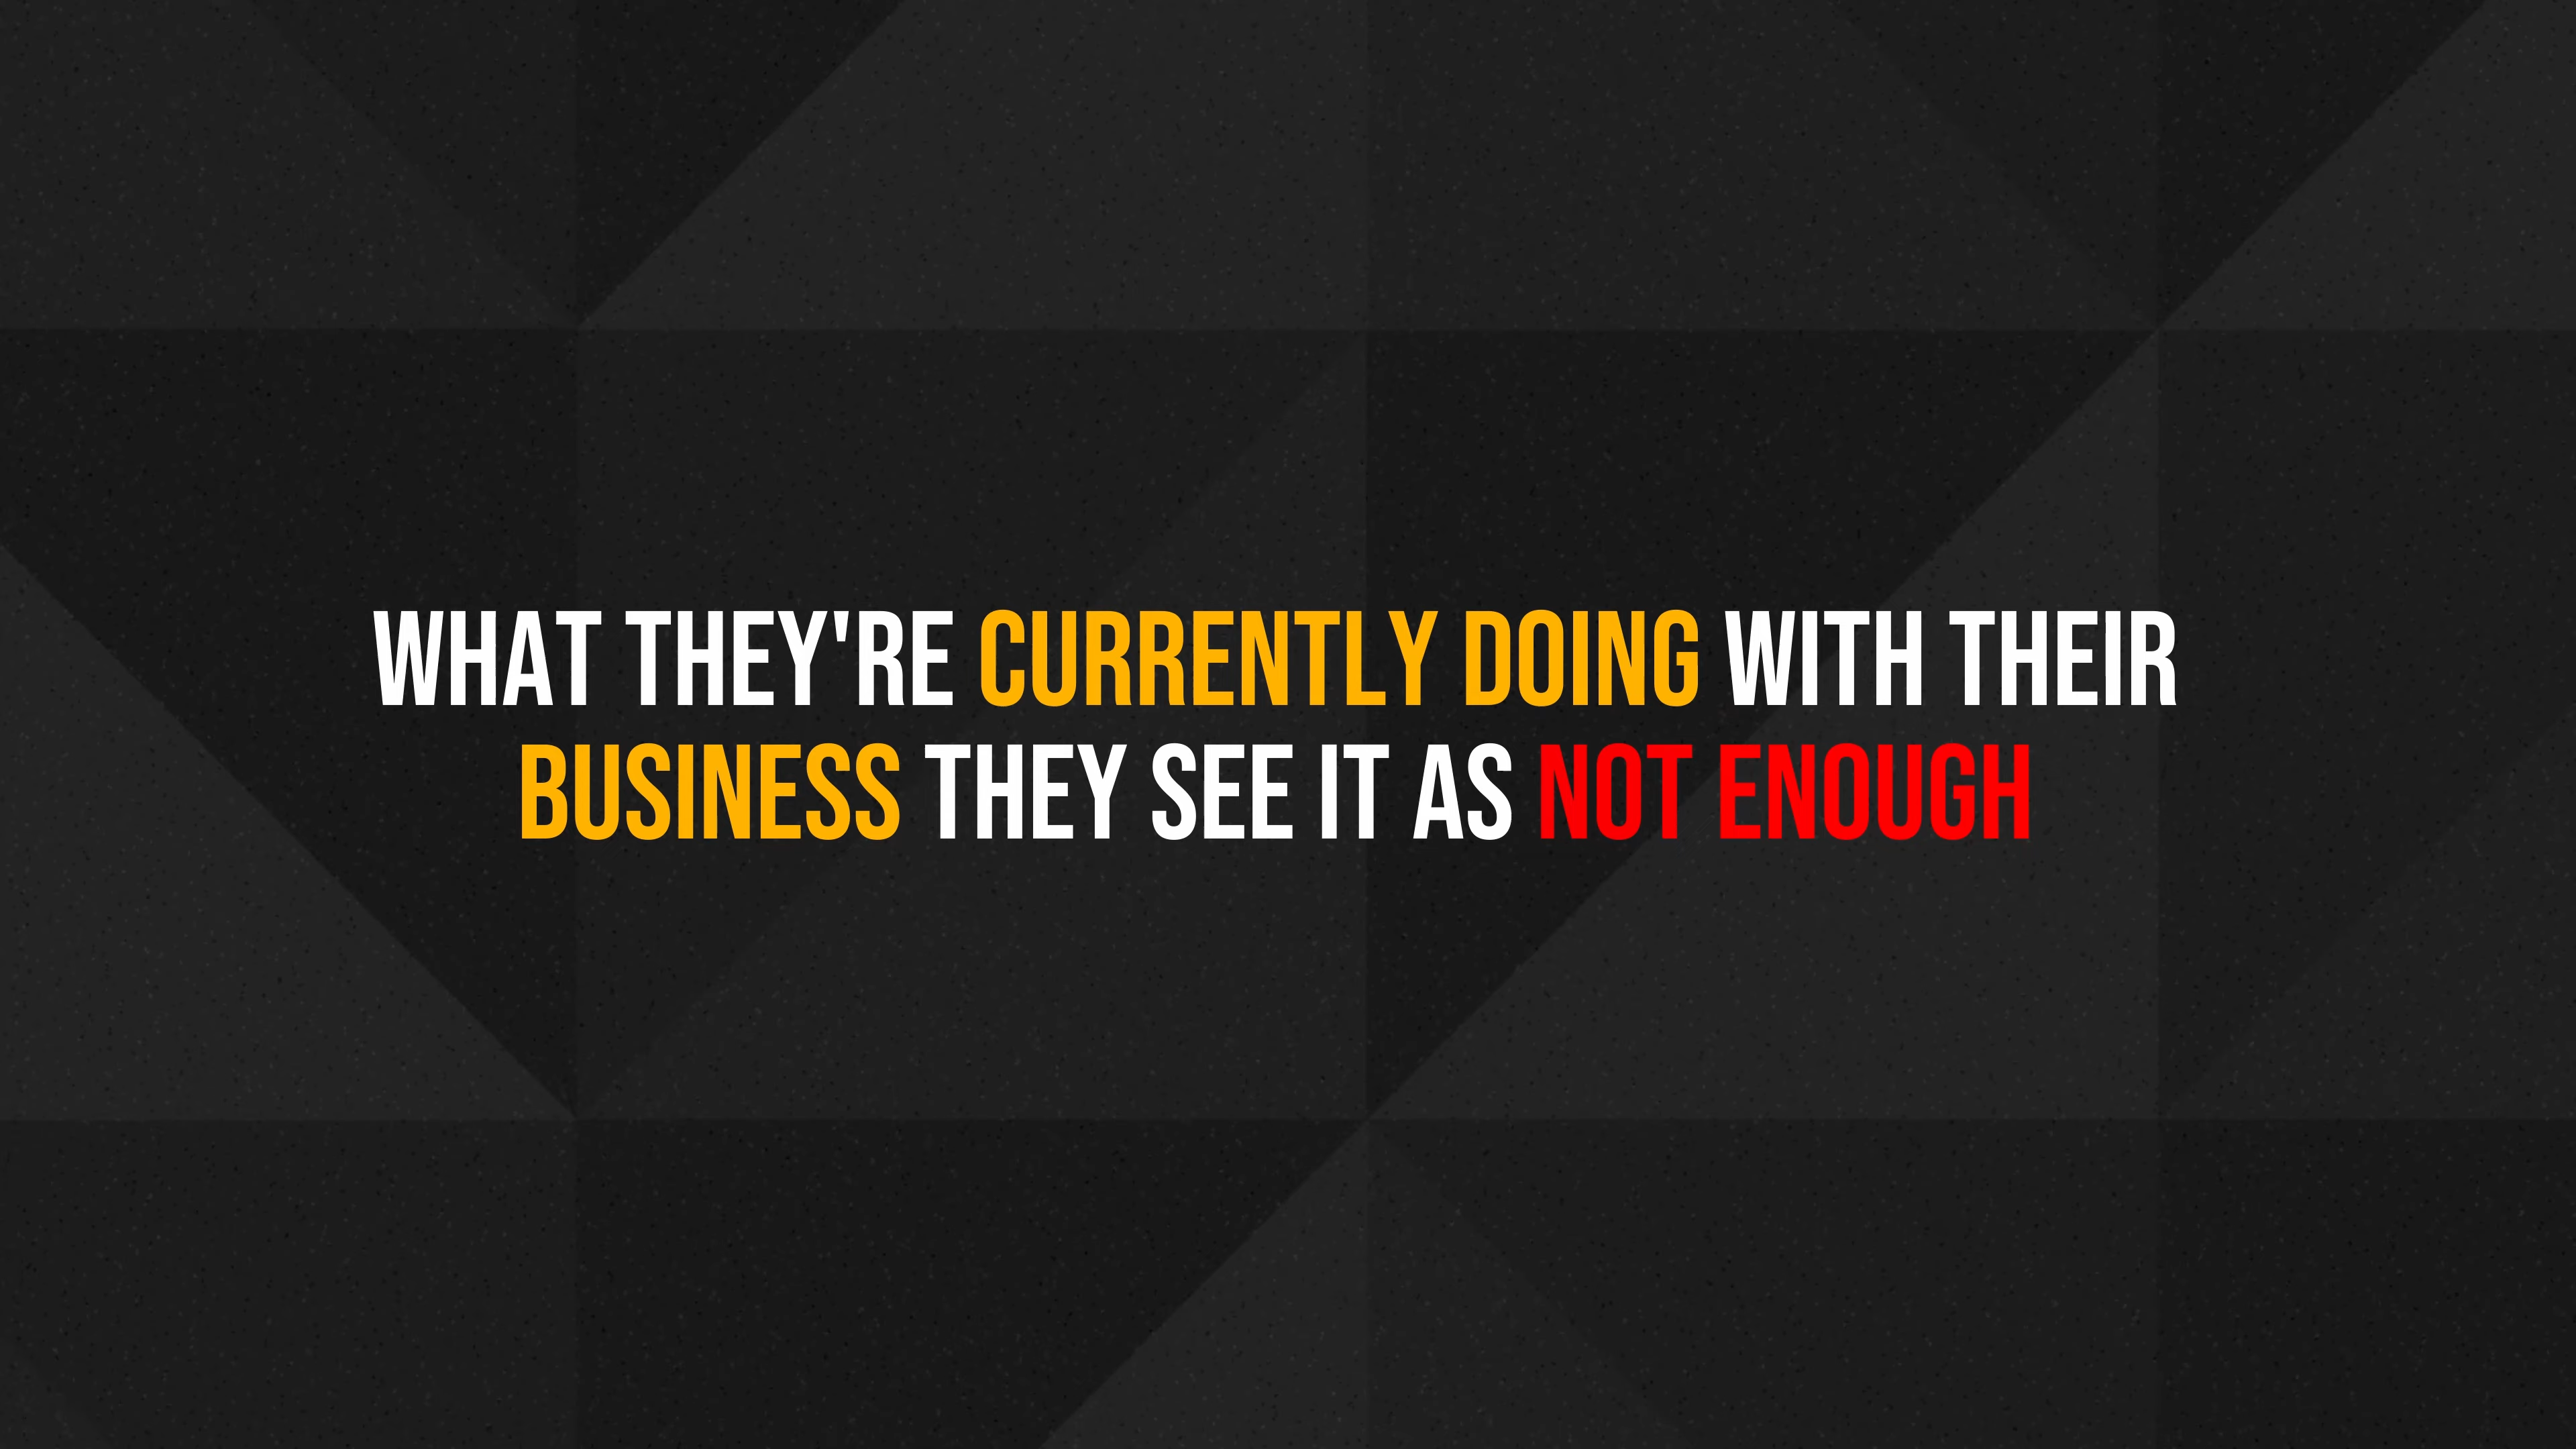 WHAT THEY'RE CURRENTLY DOING WITH THEIR
BUSINESS THEY SEE IT AS NOT ENOUGH